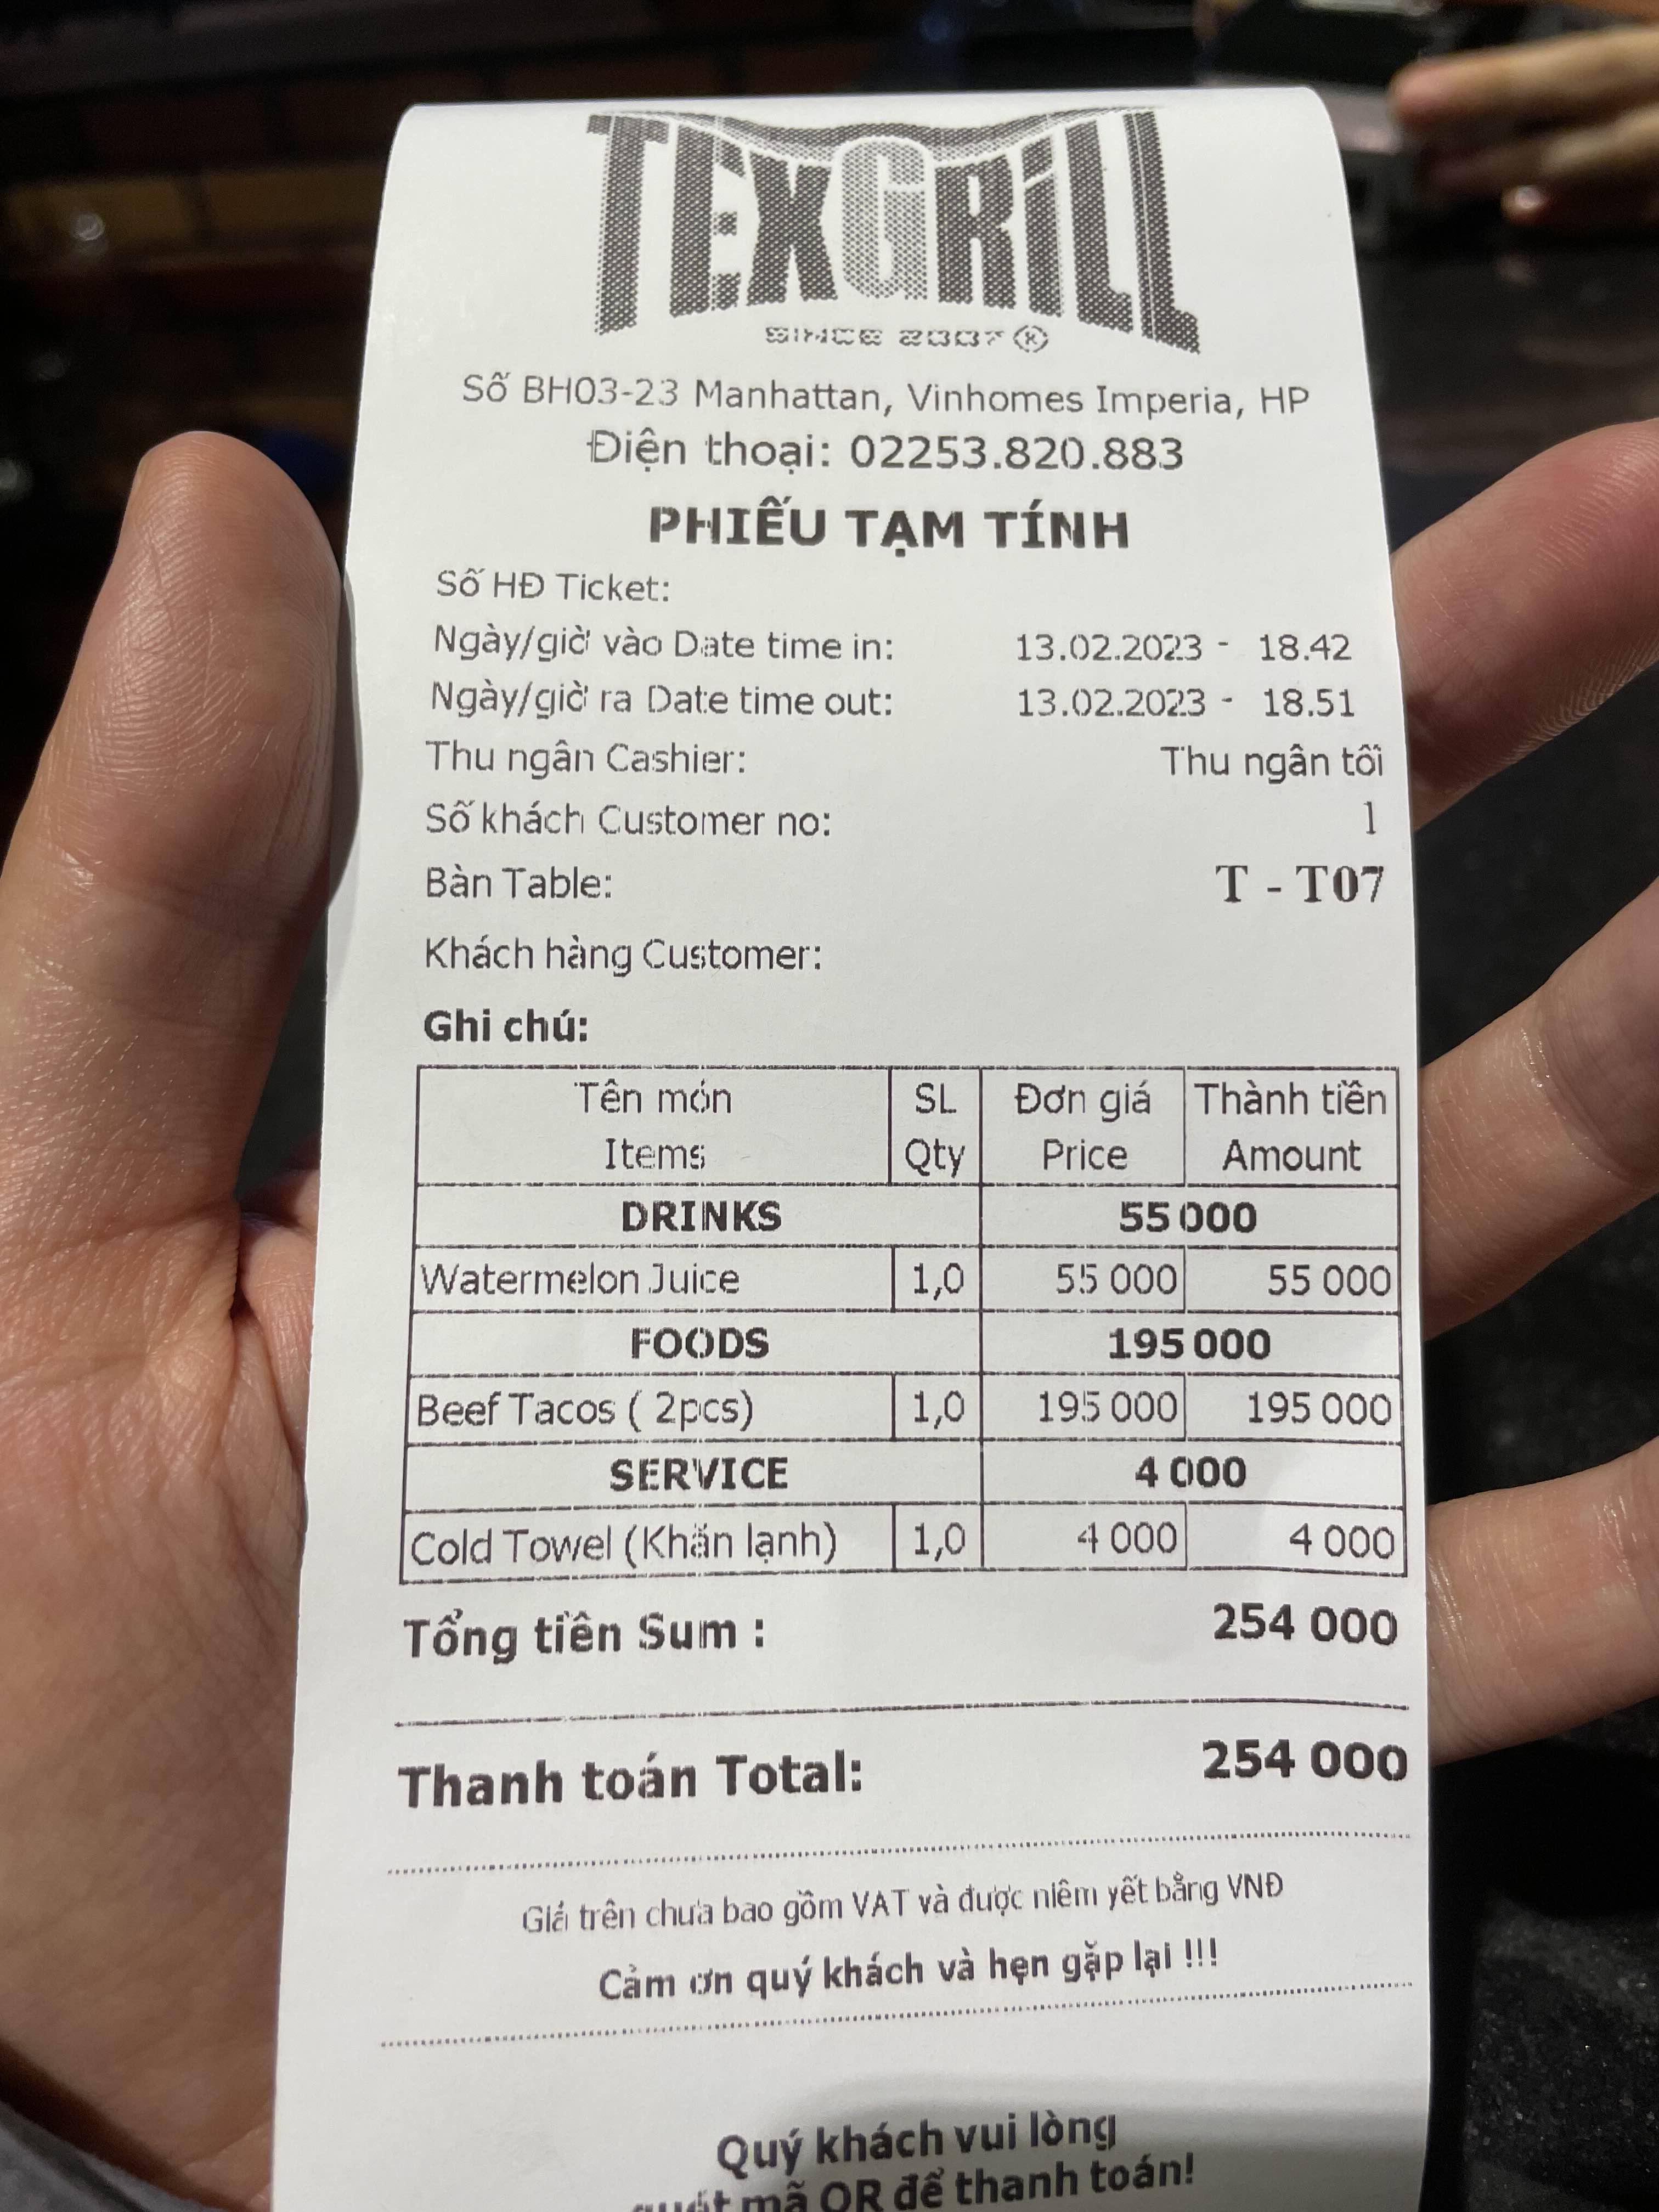 TEXGRILL
SINCE 2007 ®
Số BH03-23 Manhattan, Vinhomes Imperia, HP
Điện thoại: 02253.820.883
PHIẾU TẠM TÍNH
Số HĐ Ticket:
Ngày/giờ vào Date time in: 13.02.2023 - 18.42
Ngày/giờ ra Date time out: 13.02.2023 - 18.51
Thu ngân Cashier: Thu ngân tối
Số khách Customer no: 1
Bàn Table: T - T07
Khách hàng Customer:
Ghi chú:
Tên món SL Đơn giá Thành tiền
Items Qty Price Amount
DRINKS 55 000
Watermelon Juice 1,0 55 000 55 000
FOODS 195 000
Beef Tacos ( 2pcs) 1,0 195 000 195 000
SERVICE 4 000
Cold Towel (Khăn lạnh) 1,0 4 000 4 000
Tổng tiền Sum : 254 000
Thanh toán Total: 254 000
Giá trên chưa bao gồm VAT và được niêm yết bằng VNĐ
Cảm ơn quý khách và hẹn gặp lại !!!
Quý khách vui lòng
quét mã QR để thanh toán!